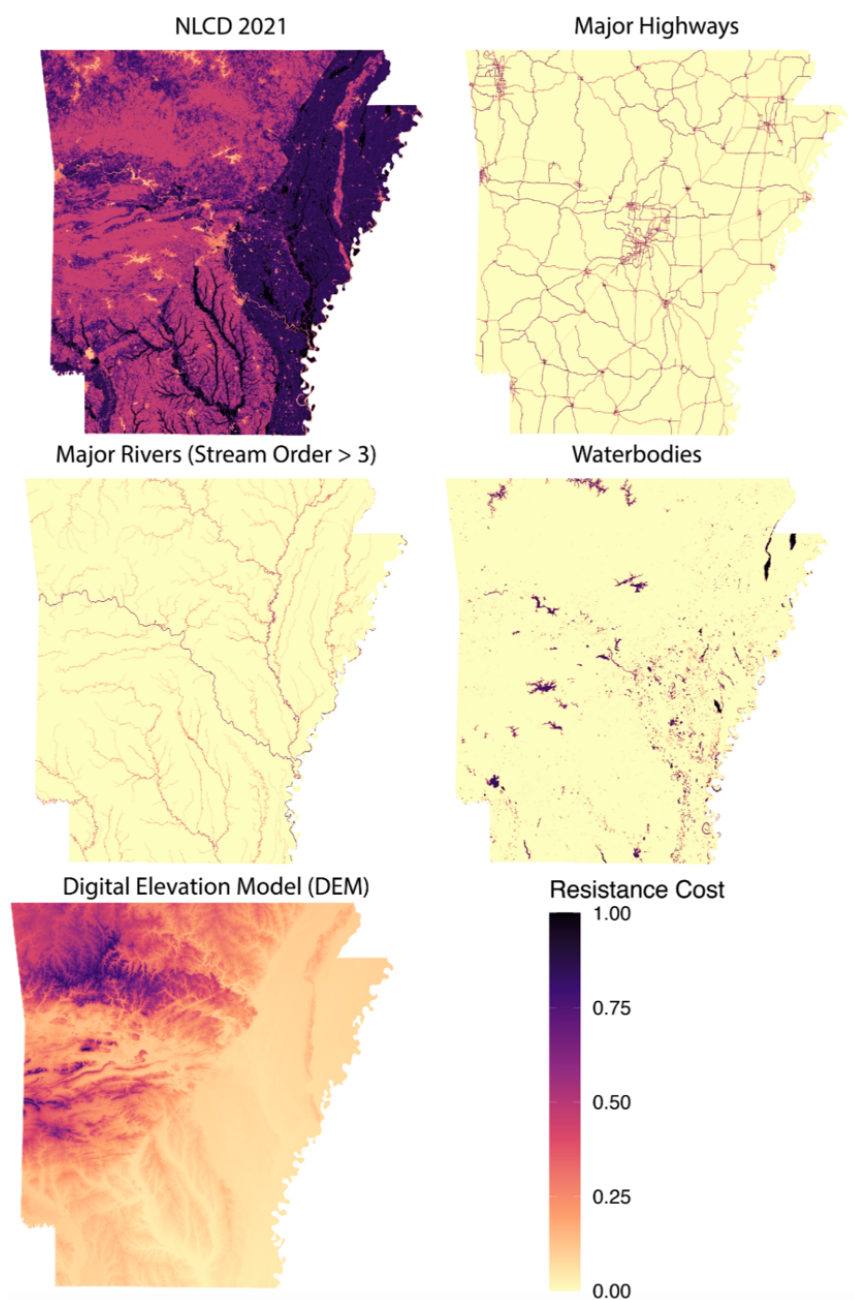 NLCD 2021
Major Highways
Major Rivers (Stream Order > 3)
Waterbodies
Digital Elevation Model (DEM)
Resistance Cost
1.00
0.75
0.50
0.25
0.00